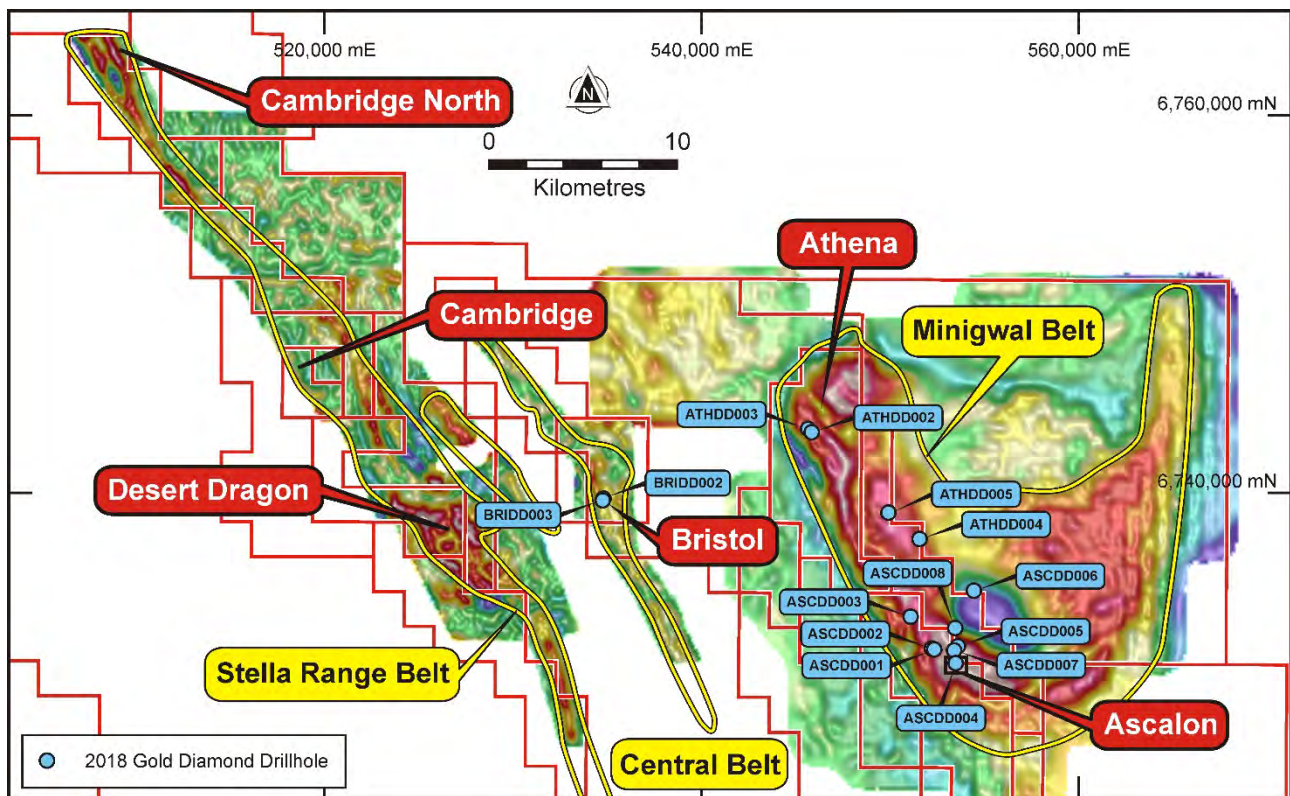 520,000 mE
540,000 mE
560,000 mE
Cambridge North
N
6,760,000 mN
0
10
Kilometres
Athena
Cambridge
Minigwal Belt
ATHDD003
ATHDD002
Desert Dragon
BRIDD002
6,740,000 mN
ATHDD005
BRIDD003
Bristol
ATHDD004
ASCDD008
ASCDD006
ASCDD003
ASCDD002
ASCDD005
Stella Range Belt
ASCDD001
ASCDD007
ASCDD004
Ascalon
2018 Gold Diamond Drillhole
Central Belt